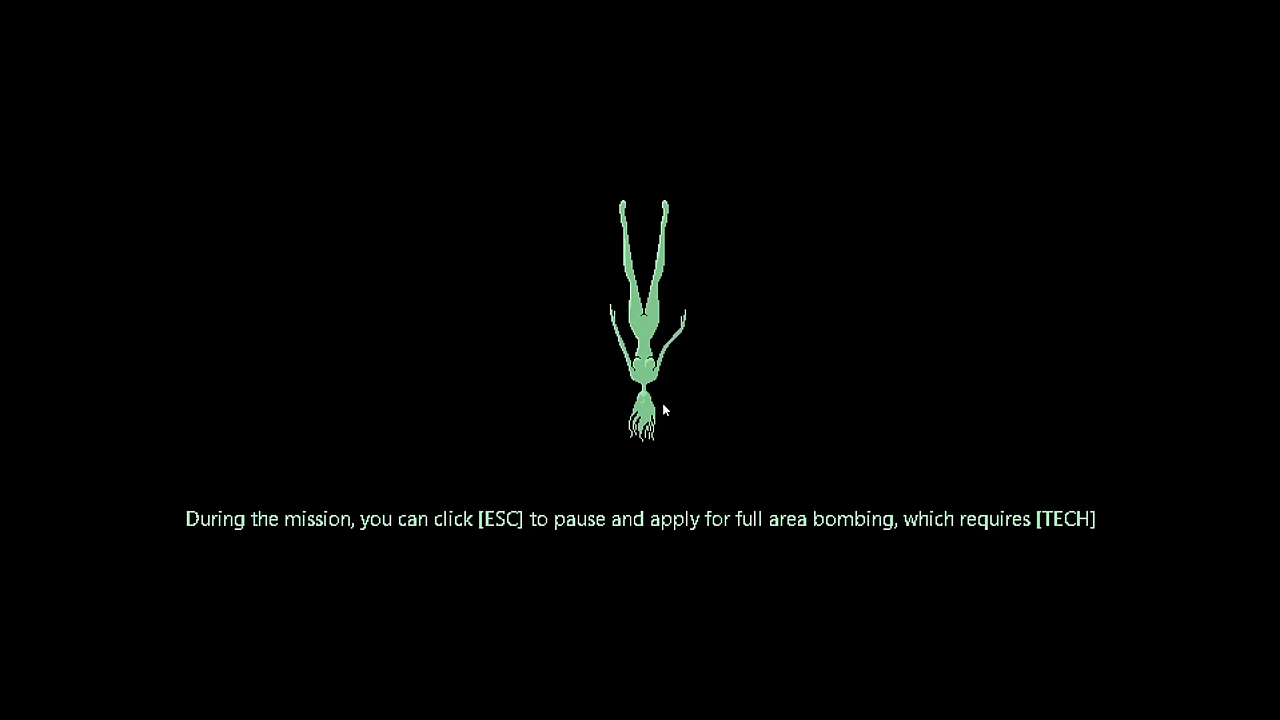 During the mission, you can click [ESC] to pause and apply for full area bombing, which requires [TECH]